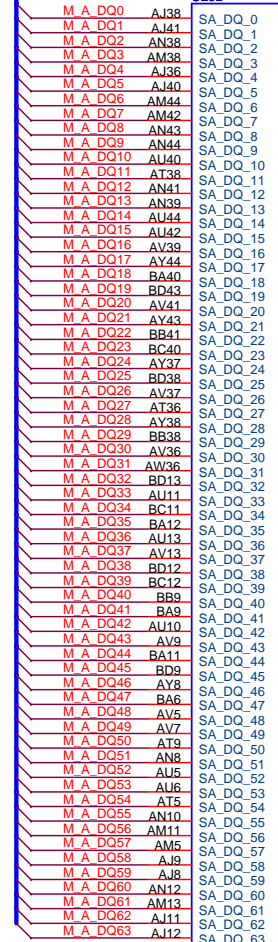 M_A_DQ0 AJ38 SA_DQ_0
M_A_DQ1 AJ41 SA_DQ_1
M_A_DQ2 AN38 SA_DQ_2
M_A_DQ3 AM38 SA_DQ_3
M_A_DQ4 AJ36 SA_DQ_4
M_A_DQ5 AJ40 SA_DQ_5
M_A_DQ6 AM44 SA_DQ_6
M_A_DQ7 AM42 SA_DQ_7
M_A_DQ8 AN43 SA_DQ_8
M_A_DQ9 AN44 SA_DQ_9
M_A_DQ10 AU40 SA_DQ_10
M_A_DQ11 AT38 SA_DQ_11
M_A_DQ12 AN41 SA_DQ_12
M_A_DQ13 AN39 SA_DQ_13
M_A_DQ14 AU44 SA_DQ_14
M_A_DQ15 AU42 SA_DQ_15
M_A_DQ16 AV39 SA_DQ_16
M_A_DQ17 AY44 SA_DQ_17
M_A_DQ18 BA40 SA_DQ_18
M_A_DQ19 BD43 SA_DQ_19
M_A_DQ20 AV41 SA_DQ_20
M_A_DQ21 AY43 SA_DQ_21
M_A_DQ22 BB41 SA_DQ_22
M_A_DQ23 BC40 SA_DQ_23
M_A_DQ24 AY37 SA_DQ_24
M_A_DQ25 BD38 SA_DQ_25
M_A_DQ26 AV37 SA_DQ_26
M_A_DQ27 AT36 SA_DQ_27
M_A_DQ28 AY38 SA_DQ_28
M_A_DQ29 BB38 SA_DQ_29
M_A_DQ30 AV36 SA_DQ_30
M_A_DQ31 AW36 SA_DQ_31
M_A_DQ32 BD13 SA_DQ_32
M_A_DQ33 AU11 SA_DQ_33
M_A_DQ34 BC11 SA_DQ_34
M_A_DQ35 BA12 SA_DQ_35
M_A_DQ36 AU13 SA_DQ_36
M_A_DQ37 AV13 SA_DQ_37
M_A_DQ38 BD12 SA_DQ_38
M_A_DQ39 BC12 SA_DQ_39
M_A_DQ40 BB9 SA_DQ_40
M_A_DQ41 BA9 SA_DQ_41
M_A_DQ42 AU10 SA_DQ_42
M_A_DQ43 AV9 SA_DQ_43
M_A_DQ44 BA11 SA_DQ_44
M_A_DQ45 BD9 SA_DQ_45
M_A_DQ46 AY8 SA_DQ_46
M_A_DQ47 BA6 SA_DQ_47
M_A_DQ48 AV5 SA_DQ_48
M_A_DQ49 AV7 SA_DQ_49
M_A_DQ50 AT9 SA_DQ_50
M_A_DQ51 AN8 SA_DQ_51
M_A_DQ52 AU5 SA_DQ_52
M_A_DQ53 AU6 SA_DQ_53
M_A_DQ54 AT5 SA_DQ_54
M_A_DQ55 AN10 SA_DQ_55
M_A_DQ56 AM11 SA_DQ_56
M_A_DQ57 AM5 SA_DQ_57
M_A_DQ58 AJ9 SA_DQ_58
M_A_DQ59 AJ8 SA_DQ_59
M_A_DQ60 AN12 SA_DQ_60
M_A_DQ61 AM13 SA_DQ_61
M_A_DQ62 AJ11 SA_DQ_62
M_A_DQ63 AJ12 SA_DQ_63